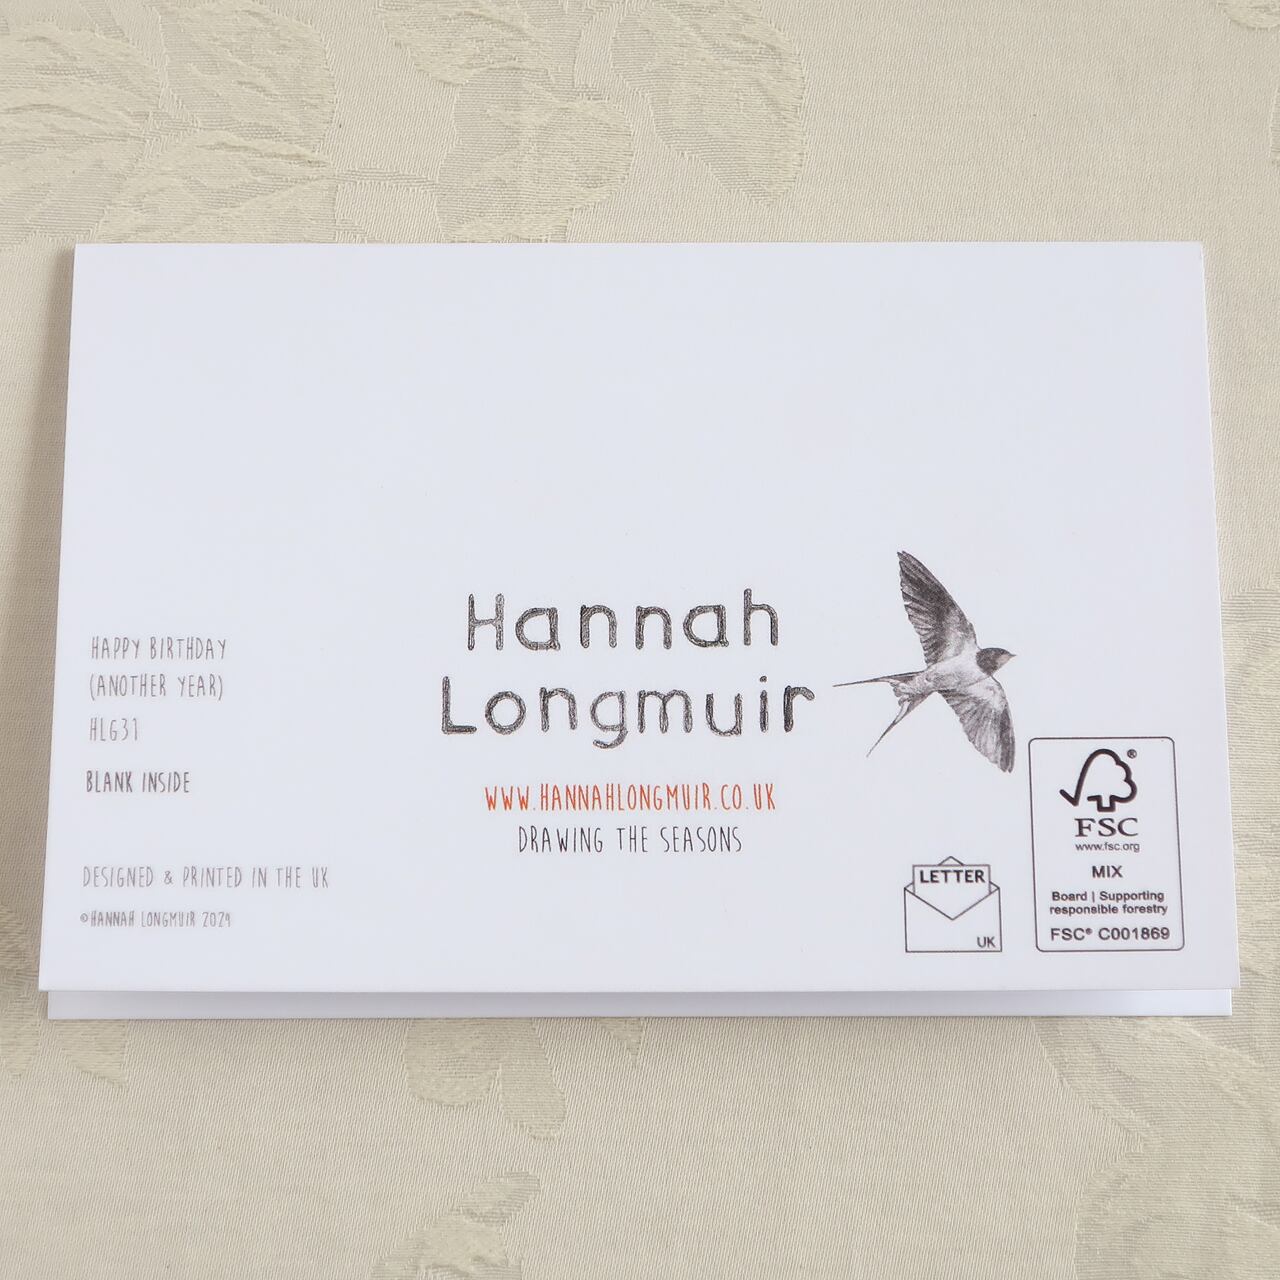 Hannah
Longmuir
WWW.HANNAHLONGMUIR.CO.UK
DRAWING THE SEASONS
HAPPY BIRTHDAY
(ANOTHER YEAR)
HLG31
BLANK INSIDE
DESIGNED & PRINTED IN THE UK
©HANNAH LONGMUIR 2024
LETTER
UK
®
FSC
www.fsc.org
MIX
Board | Supporting
responsible forestry
FSC® C001869